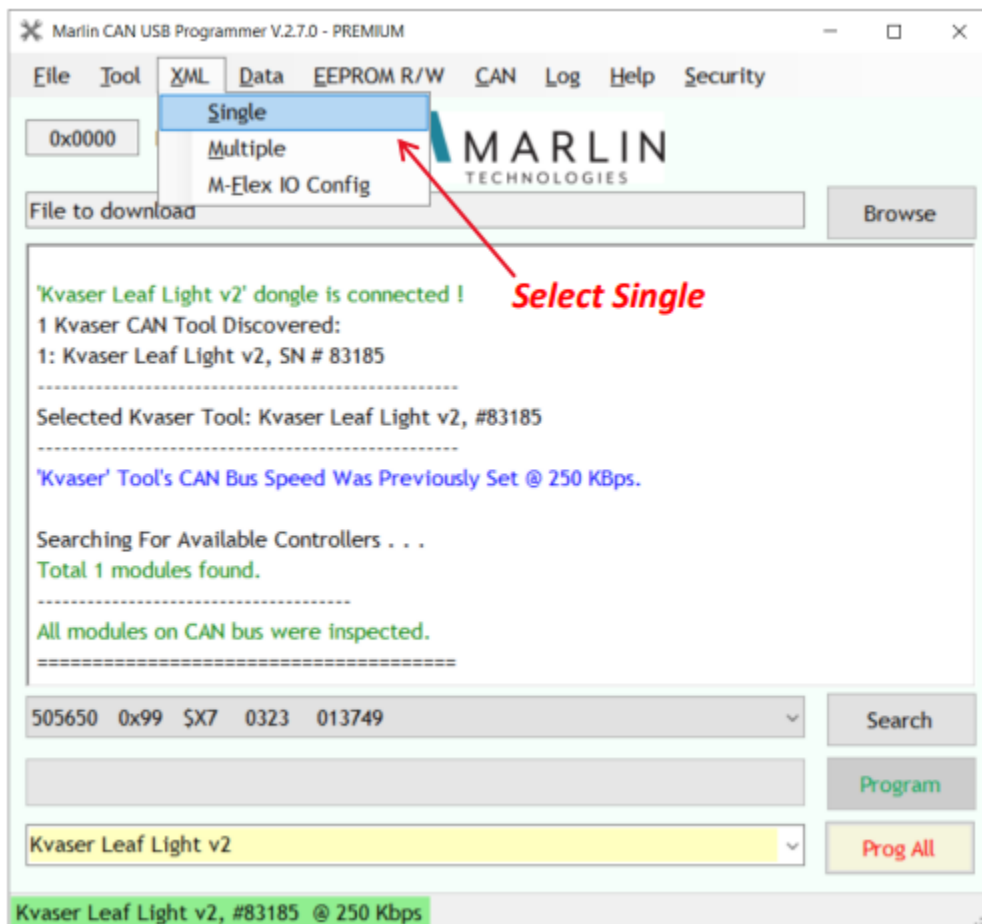 Marlin CAN USB Programmer V.2.7.0 - PREMIUM
File Tool XML Data EEPROM R/W CAN Log Help Security
Single
0x0000
Multiple
MARLIN
TECHNOLOGIES
M-Flex IO Config
File to download
Browse
Select Single
'Kvaser Leaf Light v2' dongle is connected !
1 Kvaser CAN Tool Discovered:
1: Kvaser Leaf Light v2, SN # 83185
---------------------------------------------------
Selected Kvaser Tool: Kvaser Leaf Light v2, #83185
---------------------------------------------------
'Kvaser' Tool's CAN Bus Speed Was Previously Set @ 250 KBps.
Searching For Available Controllers . . .
Total 1 modules found.
--------------------------------------
All modules on CAN bus were inspected.
=====================================
505650 0x99 SX7 0323 013749
Search
Program
Kvaser Leaf Light v2
Prog All
Kvaser Leaf Light v2, #83185 @ 250 Kbps